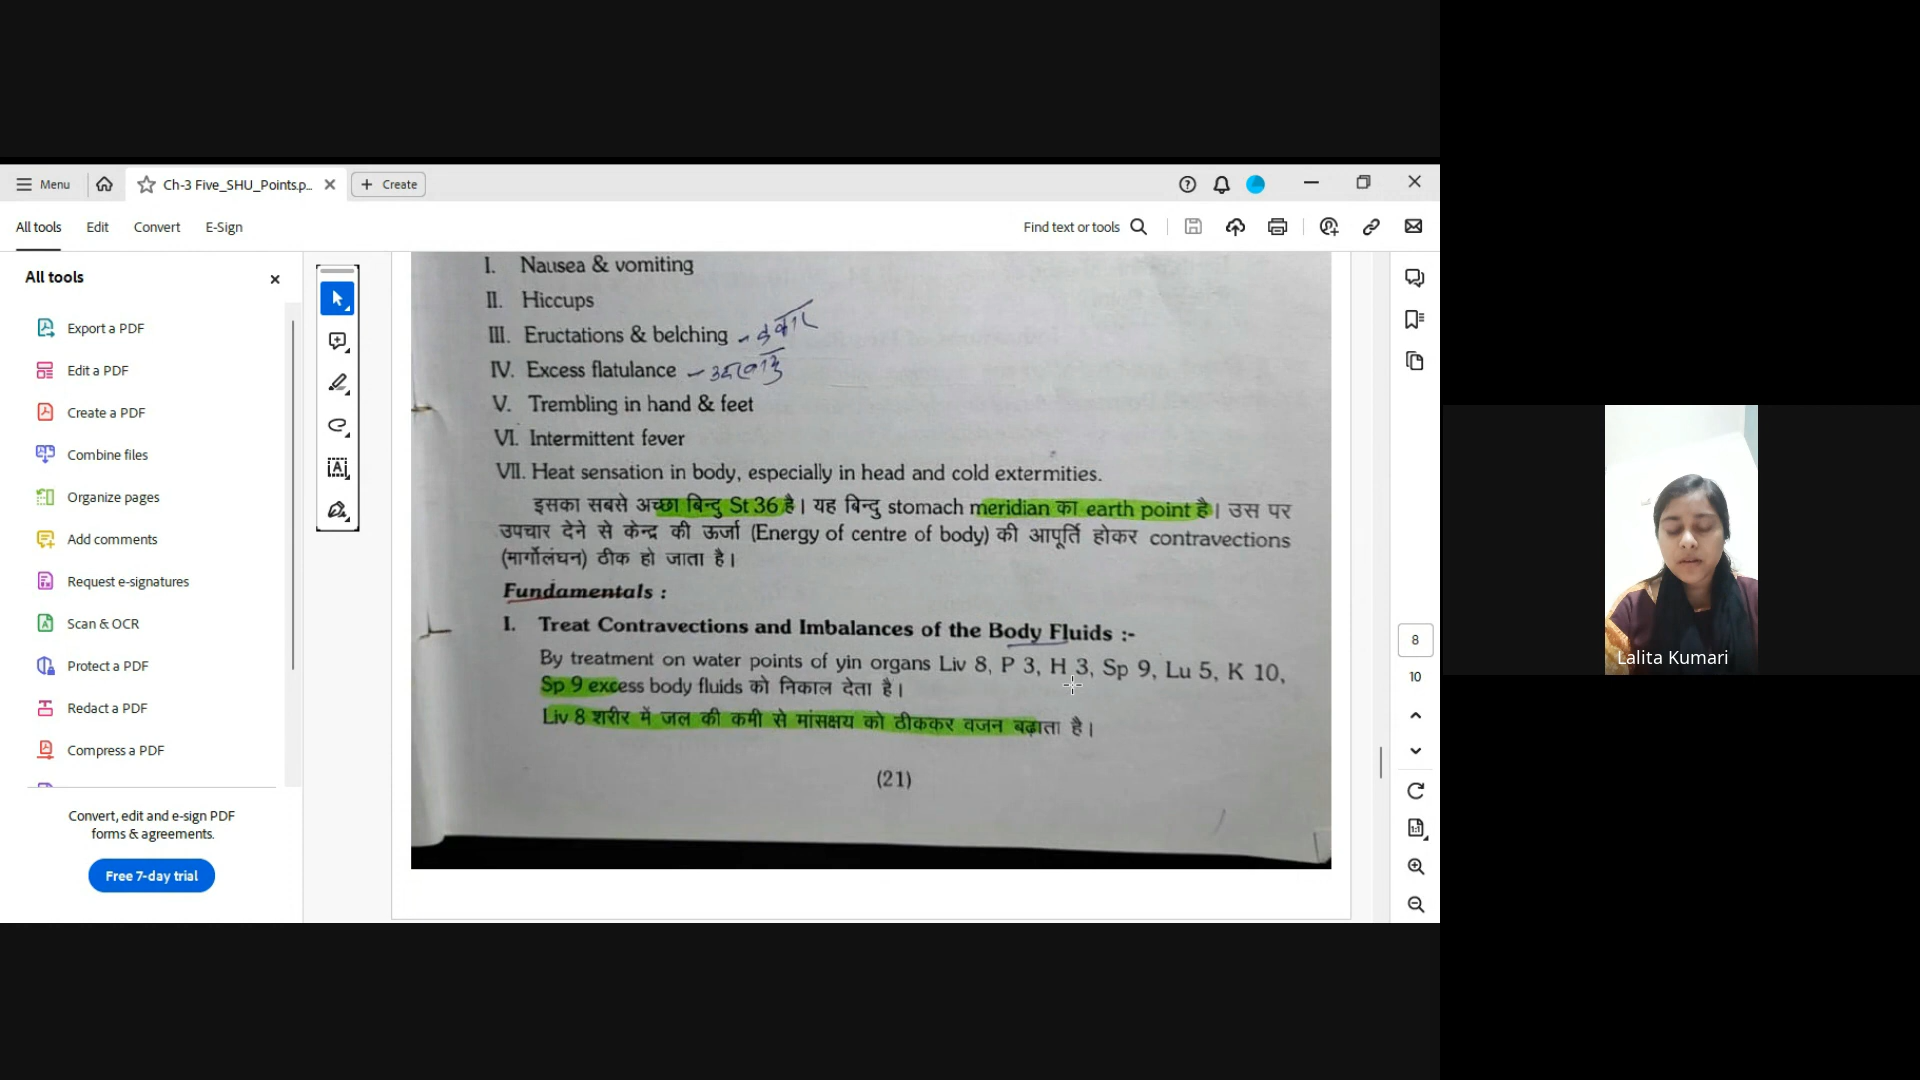 Menu
Ch-3 Five_SHU_Points.p...
Create
All tools
Edit
Convert
E-Sign
Find text or tools
All tools
Export a PDF
Edit a PDF
Create a PDF
Combine files
Organize pages
Add comments
Request e-signatures
Scan & OCR
Protect a PDF
Redact a PDF
Compress a PDF
Convert, edit and e-sign PDF
forms & agreements.
Free 7-day trial
I. Nausea & vomiting
II. Hiccups
III. Eructations & belching - डकार
IV. Excess flatulance -
V. Trembling in hand & feet
VI. Intermittent fever
VII. Heat sensation in body, especially in head and cold extermities.
इसका सबसे अच्छा बिन्दु St 36 है। यह बिन्दु stomach meridian का earth point है। उस पर
उपचार देने से केन्द्र की ऊर्जा (Energy of centre of body) की आपूर्ति होकर contravections
(मार्गोलंघन) ठीक हो जाता है।
Fundamentals :
I. Treat Contravections and Imbalances of the Body Fluids :-
By treatment on water points of yin organs Liv 8, P 3, H 3, Sp 9, Lu 5, K 10,
Sp 9 excess body fluids को निकाल देता है।
Liv 8 शरीर में जल की कमी से मांसक्षय को ठीककर वजन बढ़ाता है।
(21)
8
10
Lalita Kumari